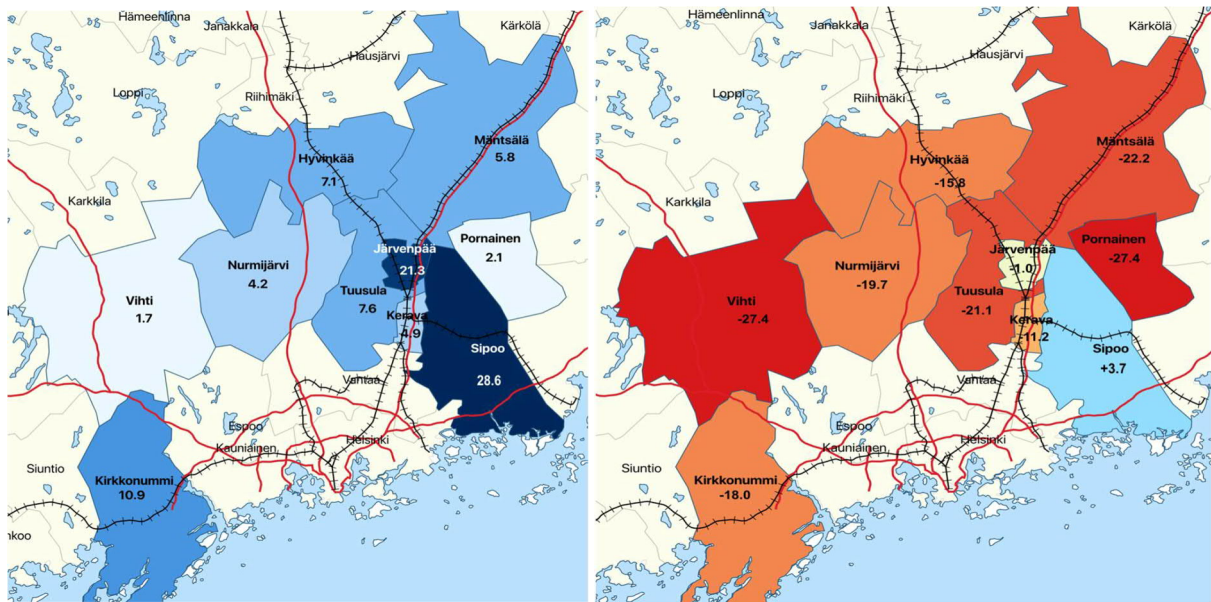 Hämeenlinna
Janakkala
Kärkölä
Hausjärvi
Loppi
Riihimäki
Mäntsälä
5.8
Hyvinkää
7.1
Karkkila
Pornainen
2.1
Järvenpää
21.3
Nurmijärvi
4.2
Tuusula
7.6
Vihti
1.7
Kerava
4.9
Sipoo
28.6
Vantaa
Espoo
Kauniainen
Helsinki
Siuntio
Kirkkonummi
10.9
nkoo
Hämeenlinna
Janakkala
Kärkölä
Hausjärvi
Loppi
Riihimäki
Mäntsälä
-22.2
Hyvinkää
-15.8
Karkkila
Pornainen
-27.4
Järvenpää
-1.0
Nurmijärvi
-19.7
Tuusula
-21.1
Vihti
-27.4
Kerava
-11.2
Sipoo
+3.7
Vantaa
Espoo
Kauniainen
Helsinki
Siuntio
Kirkkonummi
-18.0